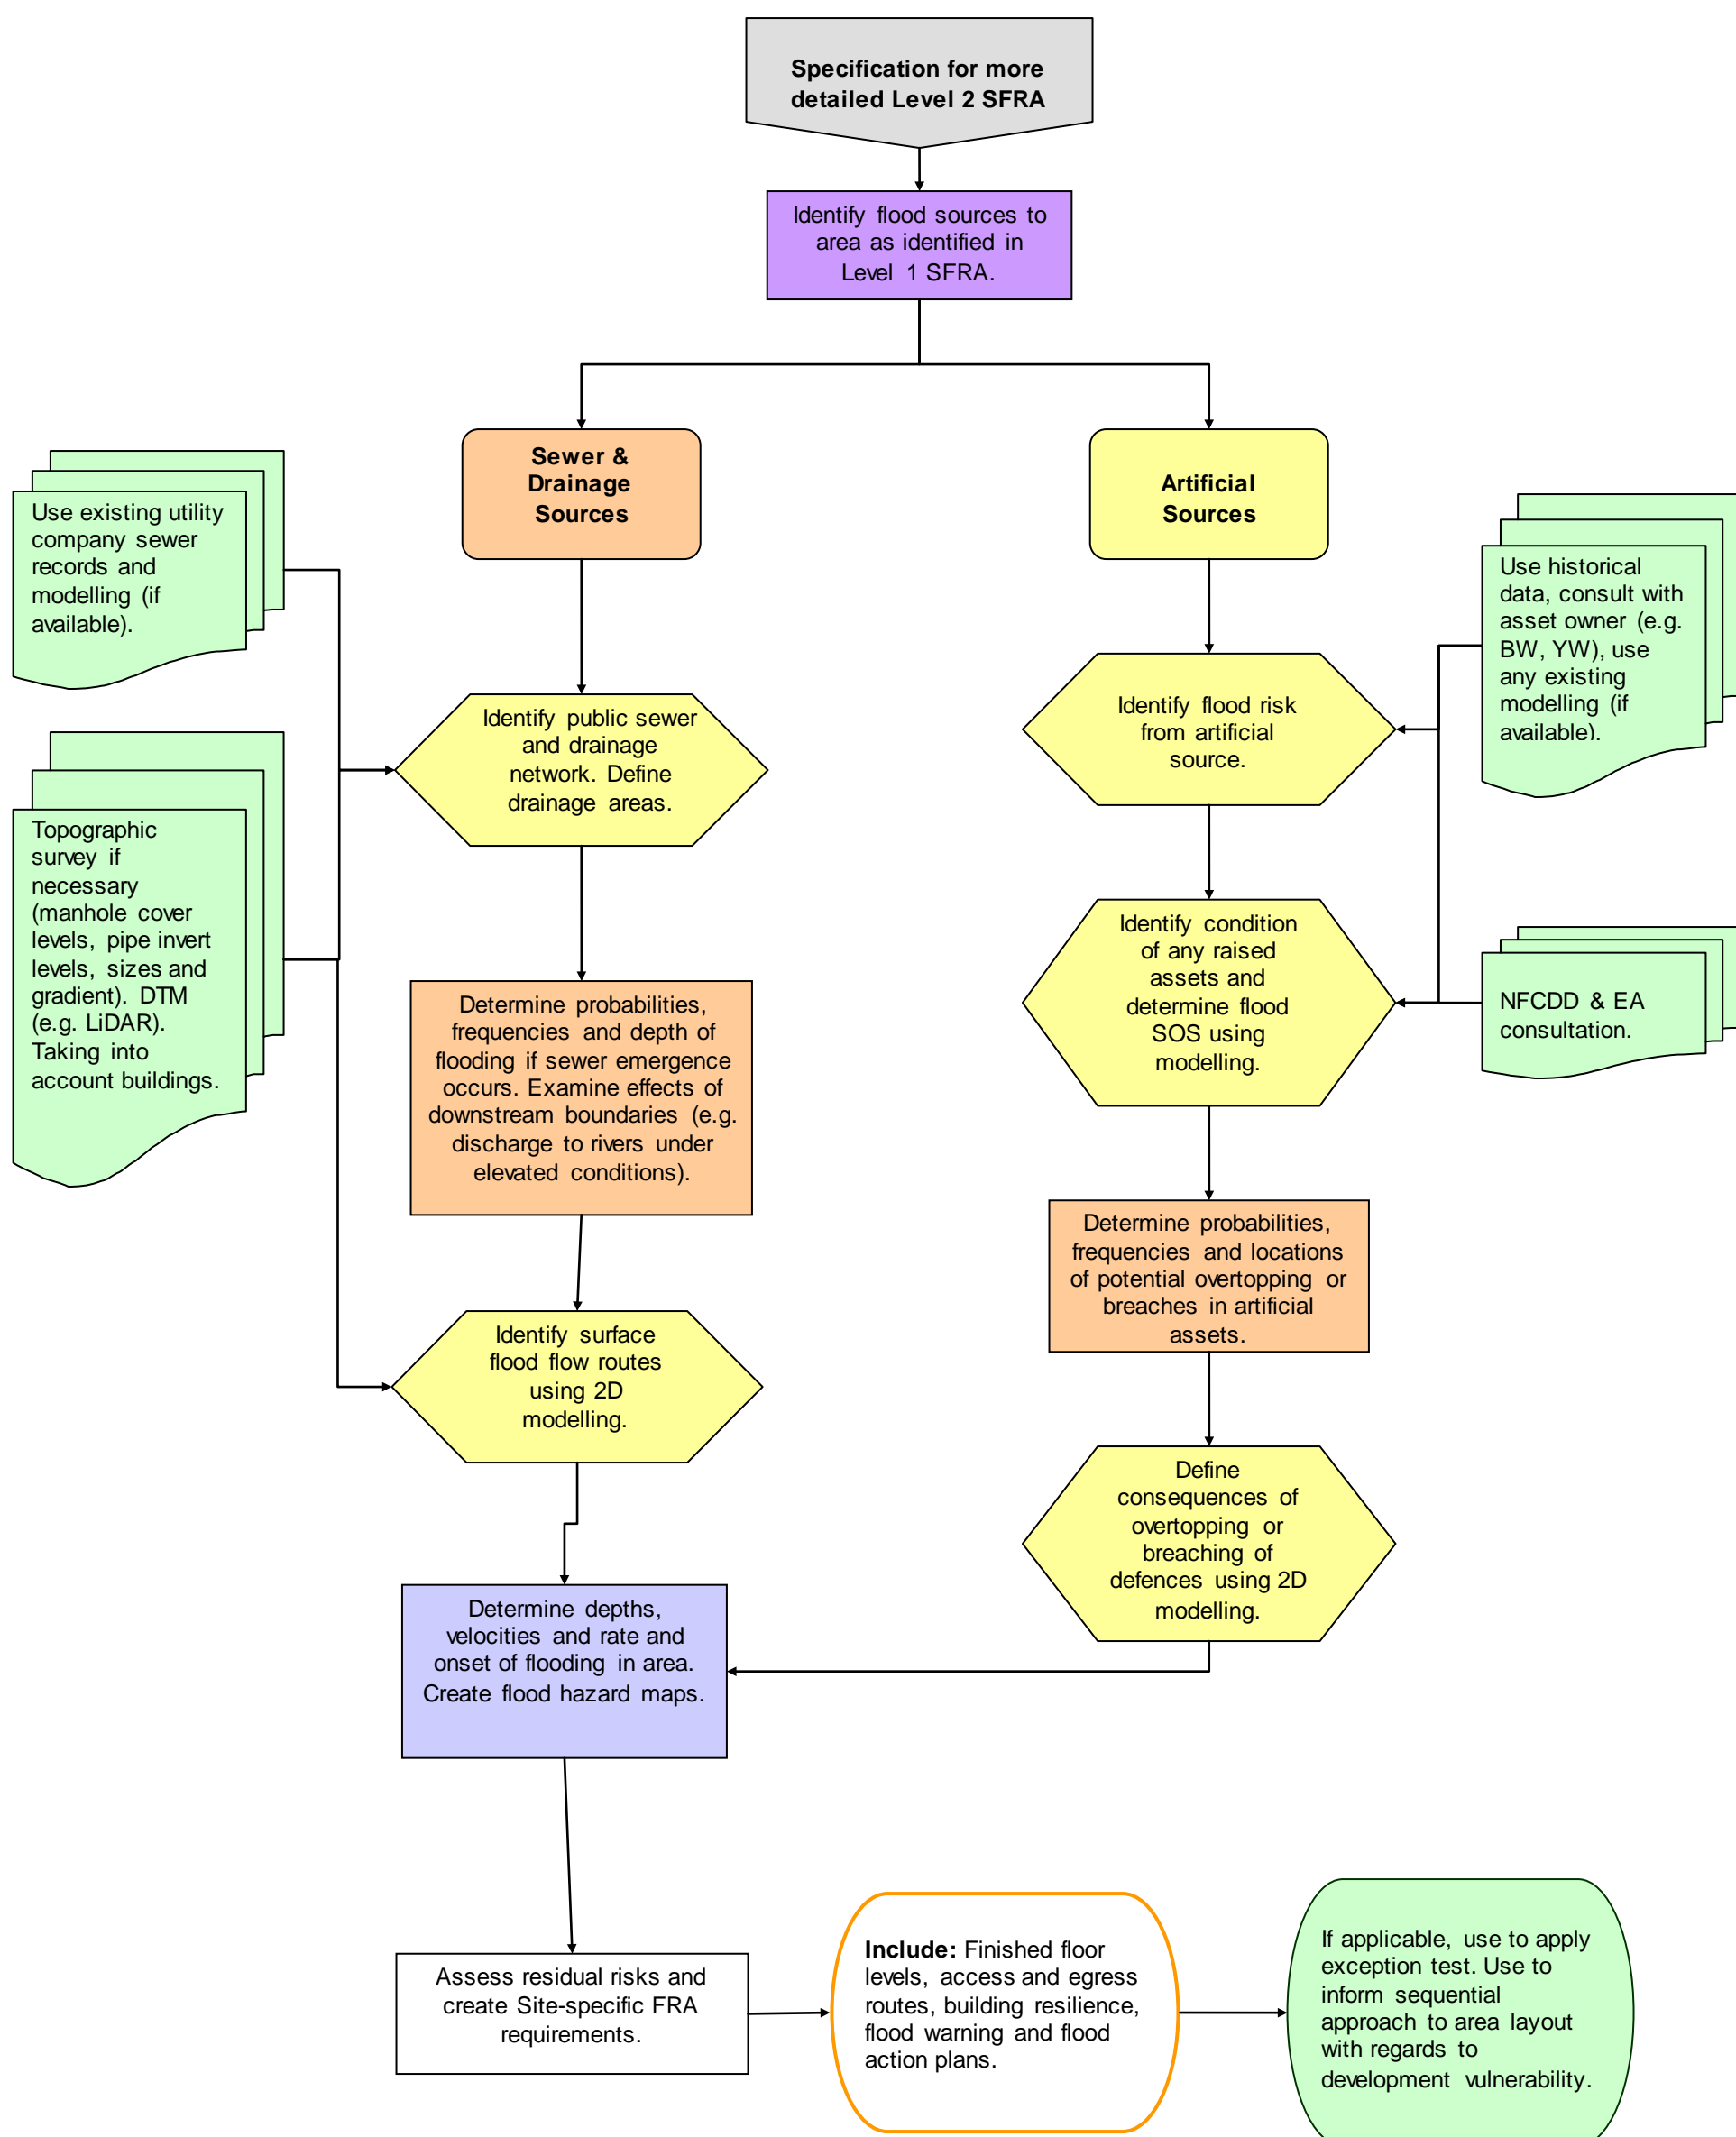 Specification for more
detailed Level 2 SFRA
Identify flood sources to
area as identified in
Level 1 SFRA.
Sewer &
Drainage
Sources
Artificial
Sources
Use existing utility
company sewer
records and
modelling (if
available).
Use historical
data, consult with
asset owner (e.g.
BW, YW), use
any existing
modelling (if
available).
Identify public sewer
and drainage
network. Define
drainage areas.
Identify flood risk
from artificial
source.
Topographic
survey if
necessary
(manhole cover
levels, pipe invert
levels, sizes and
gradient). DTM
(e.g. LiDAR).
Taking into
account buildings.
Identify condition
of any raised
assets and
determine flood
SOS using
modelling.
NFCDD & EA
consultation.
Determine probabilities,
frequencies and depth of
flooding if sewer emergence
occurs. Examine effects of
downstream boundaries (e.g.
discharge to rivers under
elevated conditions).
Determine probabilities,
frequencies and locations
of potential overtopping or
breaches in artificial
assets.
Identify surface
flood flow routes
using 2D
modelling.
Define
consequences of
overtopping or
breaching of
defences using 2D
modelling.
Determine depths,
velocities and rate and
onset of flooding in area.
Create flood hazard maps.
Assess residual risks and
create Site-specific FRA
requirements.
Include: Finished floor
levels, access and egress
routes, building resilience,
flood warning and flood
action plans.
If applicable, use to apply
exception test. Use to
inform sequential
approach to area layout
with regards to
development vulnerability.